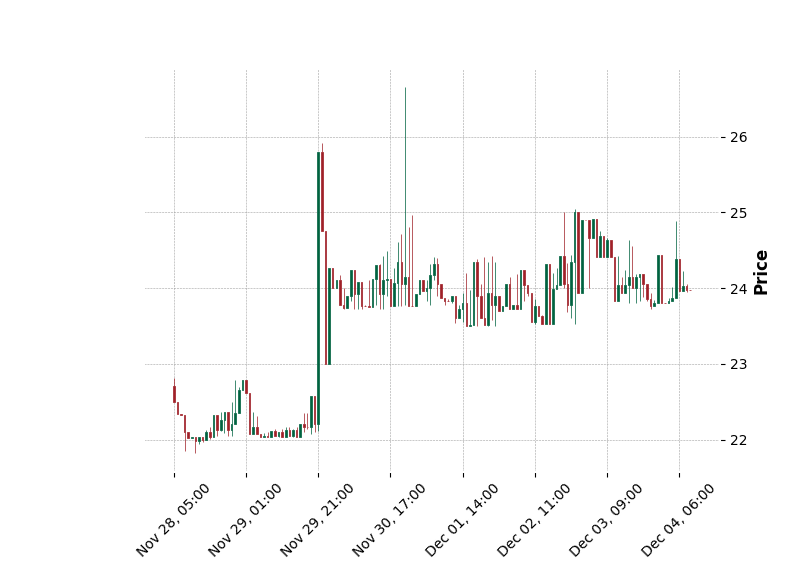 26
25
24
23
22
Price
Nov 28, 05:00
Nov 29, 01:00
Nov 29, 21:00
Nov 30, 17:00
Dec 01, 14:00
Dec 02, 11:00
Dec 03, 09:00
Dec 04, 06:00